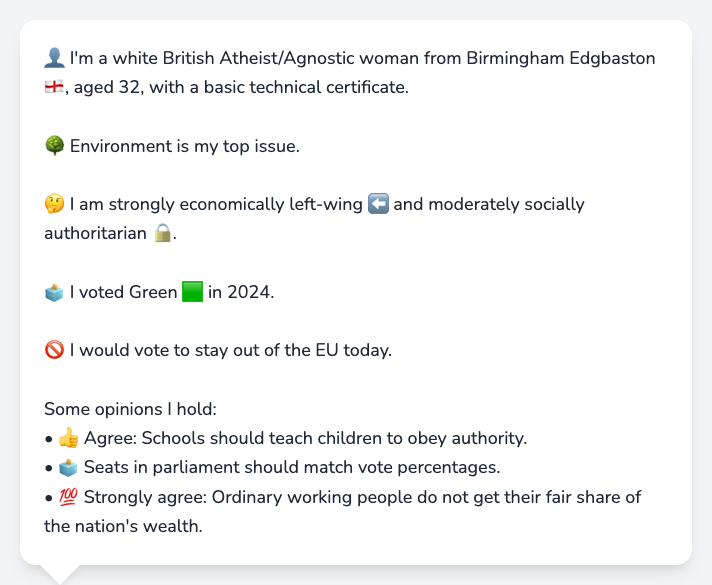 👤 I'm a white British Atheist/Agnostic woman from Birmingham Edgbaston
🏴󠁧󠁢󠁥󠁮󠁧󠁿, aged 32, with a basic technical certificate.
🌳 Environment is my top issue.
🤔 I am strongly economically left-wing ⬅️ and moderately socially
authoritarian 🔒.
🗳️ I voted Green 🟩 in 2024.
🚫 I would vote to stay out of the EU today.
Some opinions I hold:
• 👍 Agree: Schools should teach children to obey authority.
• 🗳️ Seats in parliament should match vote percentages.
• 💯 Strongly agree: Ordinary working people do not get their fair share of
the nation's wealth.